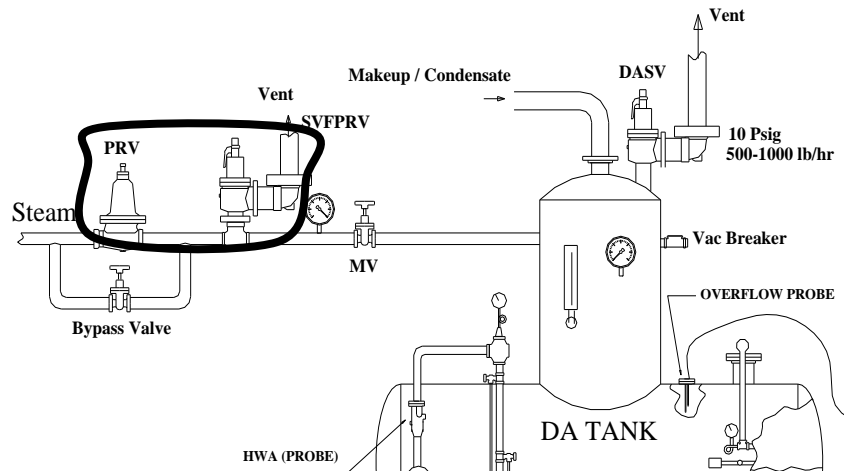 Vent
Makeup / Condensate
DASV
Vent
SVFPRV
10 Psig
500-1000 lb/hr
PRV
Steam
MV
Vac Breaker
OVERFLOW PROBE
Bypass Valve
DA TANK
HWA (PROBE)